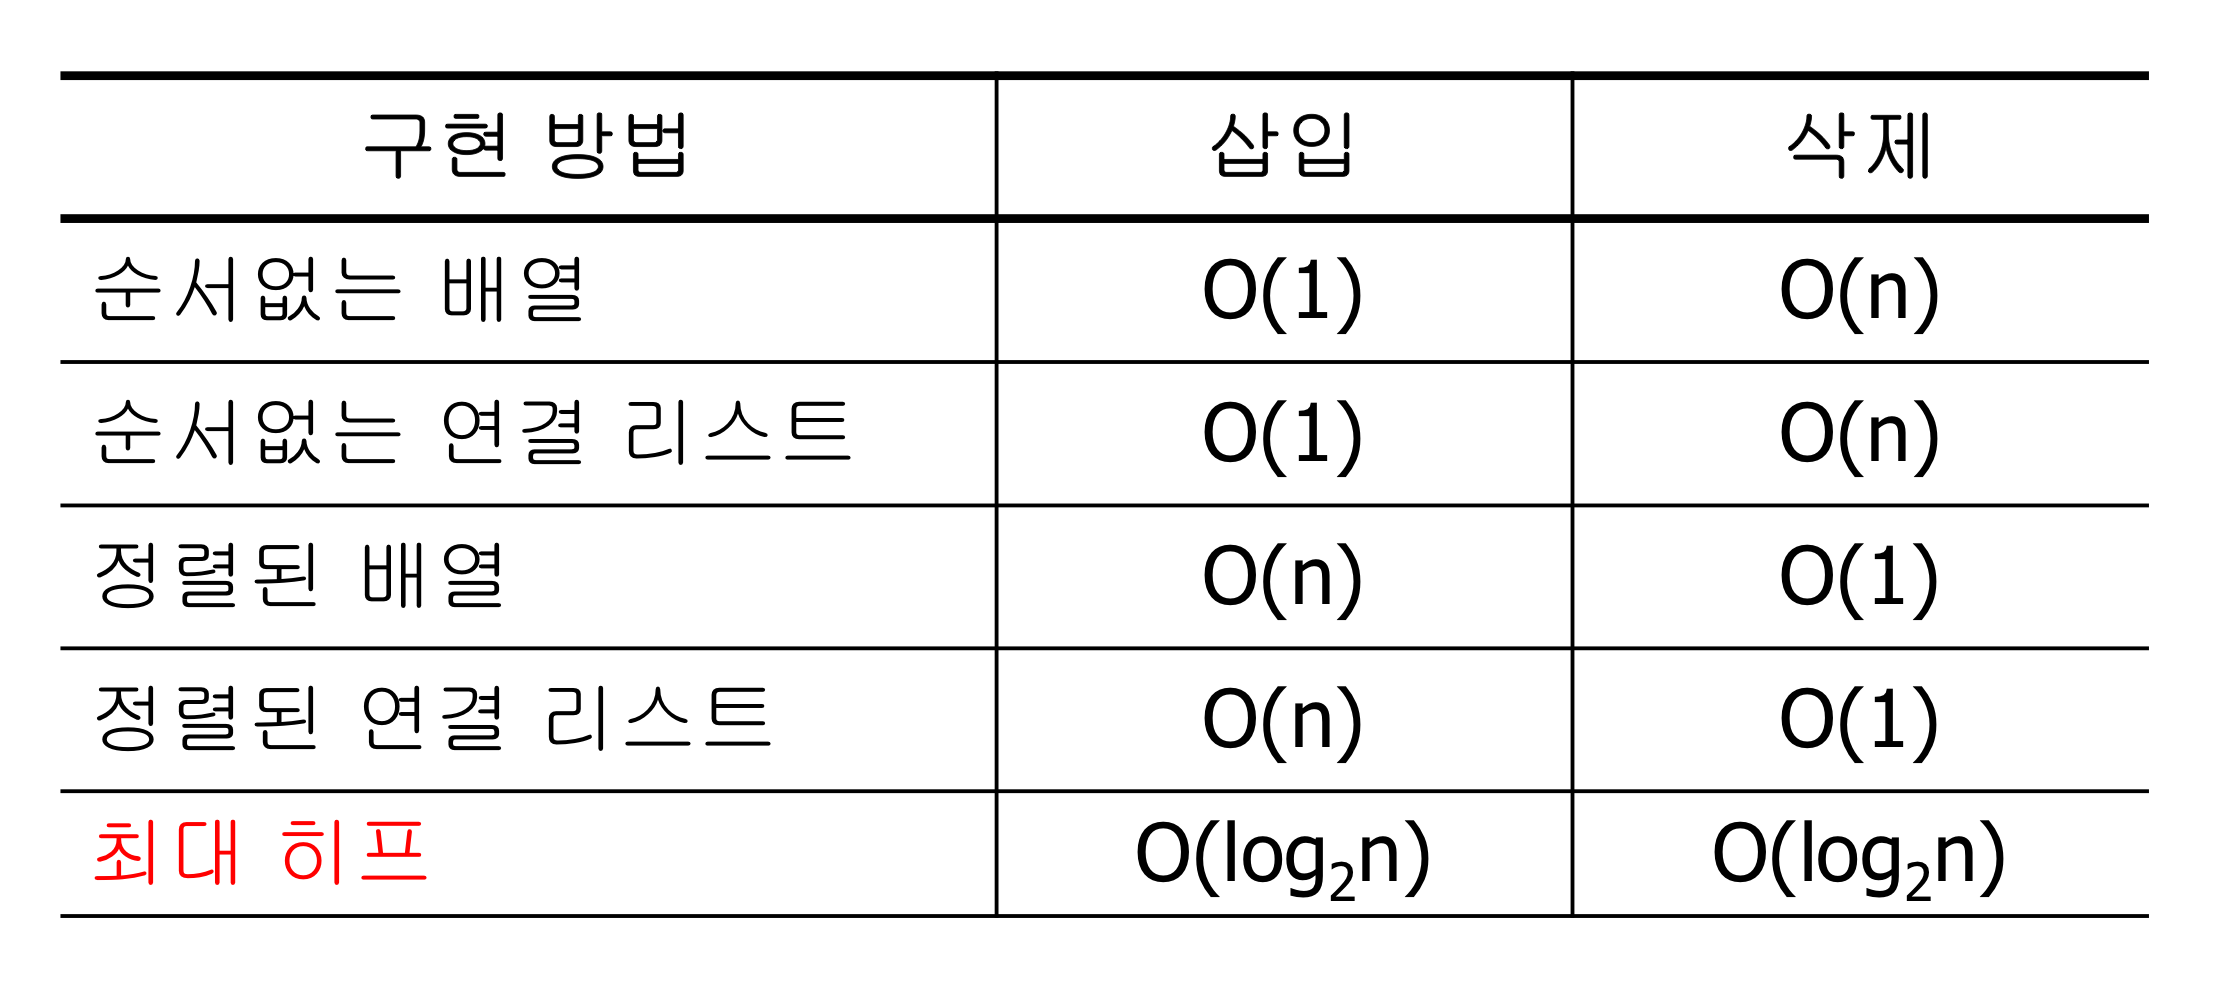 구현 방법 삽입 삭제
순서없는 배열 O(1) O(n)
순서없는 연결 리스트 O(1) O(n)
정렬된 배열 O(n) O(1)
정렬된 연결 리스트 O(n) O(1)
최대 히프 O(log₂n) O(log₂n)